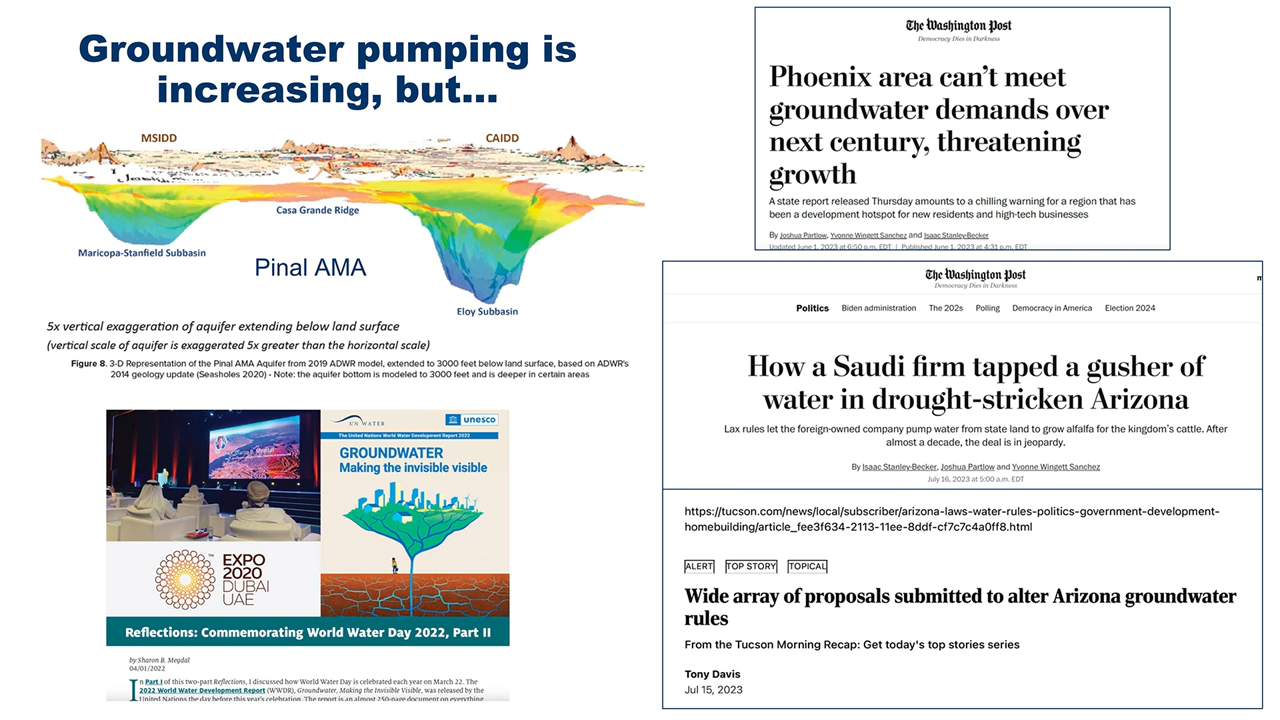 Groundwater pumping is
increasing, but...
MSIDD
CAIDD
Casa Grande Ridge
Maricopa-Stanfield Subbasin
Pinal AMA
Eloy Subbasin
5x vertical exaggeration of aquifer extending below land surface
(vertical scale of aquifer is exaggerated 5x greater than the horizontal scale)
Figure 8. 3-D Representation of the Pinal AMA Aquifer from 2019 ADWR model, extended to 3000 feet below land surface, based on ADWR's
2014 geology update (Seasholes 2020) - Note: the aquifer bottom is modeled to 3000 feet and is deeper in certain areas
UN WATER
unesco
The United Nations World Water Development Report 2022
GROUNDWATER
Making the invisible visible
EXPO
2020
DUBAI
UAE
TM
Reflections: Commemorating World Water Day 2022, Part II
by Sharon B. Megdal
04/01/2022
In Part I of this two-part Reflections, I discussed how World Water Day is celebrated each year on March 22. The
2022 World Water Development Report (WWDR), Groundwater, Making the Invisible Visible, was released by the
United Nations the day before this year's celebration. The report is an almost 250-page document on everything
The Washington Post
Democracy Dies in Darkness
Phoenix area can't meet
groundwater demands over
next century, threatening
growth
A state report released Thursday amounts to a chilling warning for a region that has
been a development hotspot for new residents and high-tech businesses
By Joshua Partlow, Yvonne Wingett Sanchez and Isaac Stanley-Becker
Updated June 1, 2023 at 6:50 p.m. EDT | Published June 1, 2023 at 4:31 p.m. EDT
The Washington Post
Democracy Dies in Darkness
Politics Biden administration The 202s Polling Democracy in America Election 2024
How a Saudi firm tapped a gusher of
water in drought-stricken Arizona
Lax rules let the foreign-owned company pump water from state land to grow alfalfa for the kingdom's cattle. After
almost a decade, the deal is in jeopardy.
By Isaac Stanley-Becker, Joshua Partlow and Yvonne Wingett Sanchez
July 16, 2023 at 5:00 a.m. EDT
https://tucson.com/news/local/subscriber/arizona-laws-water-rules-politics-government-development-
homebuilding/article_fee3f634-2113-11ee-8ddf-cf7c7c4a0ff8.html
ALERT TOP STORY TOPICAL
Wide array of proposals submitted to alter Arizona groundwater
rules
From the Tucson Morning Recap: Get today's top stories series
Tony Davis
Jul 15, 2023